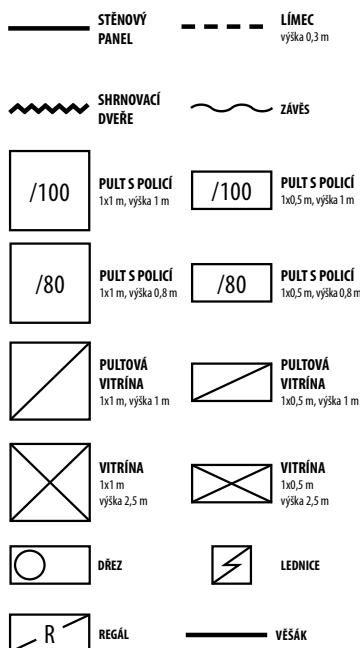 STĚNOVÝ
PANEL
LÍMEC
výška 0,3 m
SHRNOVACÍ
DVEŘE
ZÁVĚS
/100
PULT S POLICÍ
1x1 m, výška 1 m
/100
PULT S POLICÍ
1x0,5 m, výška 1 m
/80
PULT S POLICÍ
1x1 m, výška 0,8 m
/80
PULT S POLICÍ
1x0,5 m, výška 0,8 m
PULTOVÁ
VITRÍNA
1x1 m, výška 1 m
PULTOVÁ
VITRÍNA
1x0,5 m, výška 1 m
VITRÍNA
1x1 m
výška 2,5 m
VITRÍNA
1x0,5 m
výška 2,5 m
DŘEZ
LEDNICE
R
REGÁL
VĚŠÁK